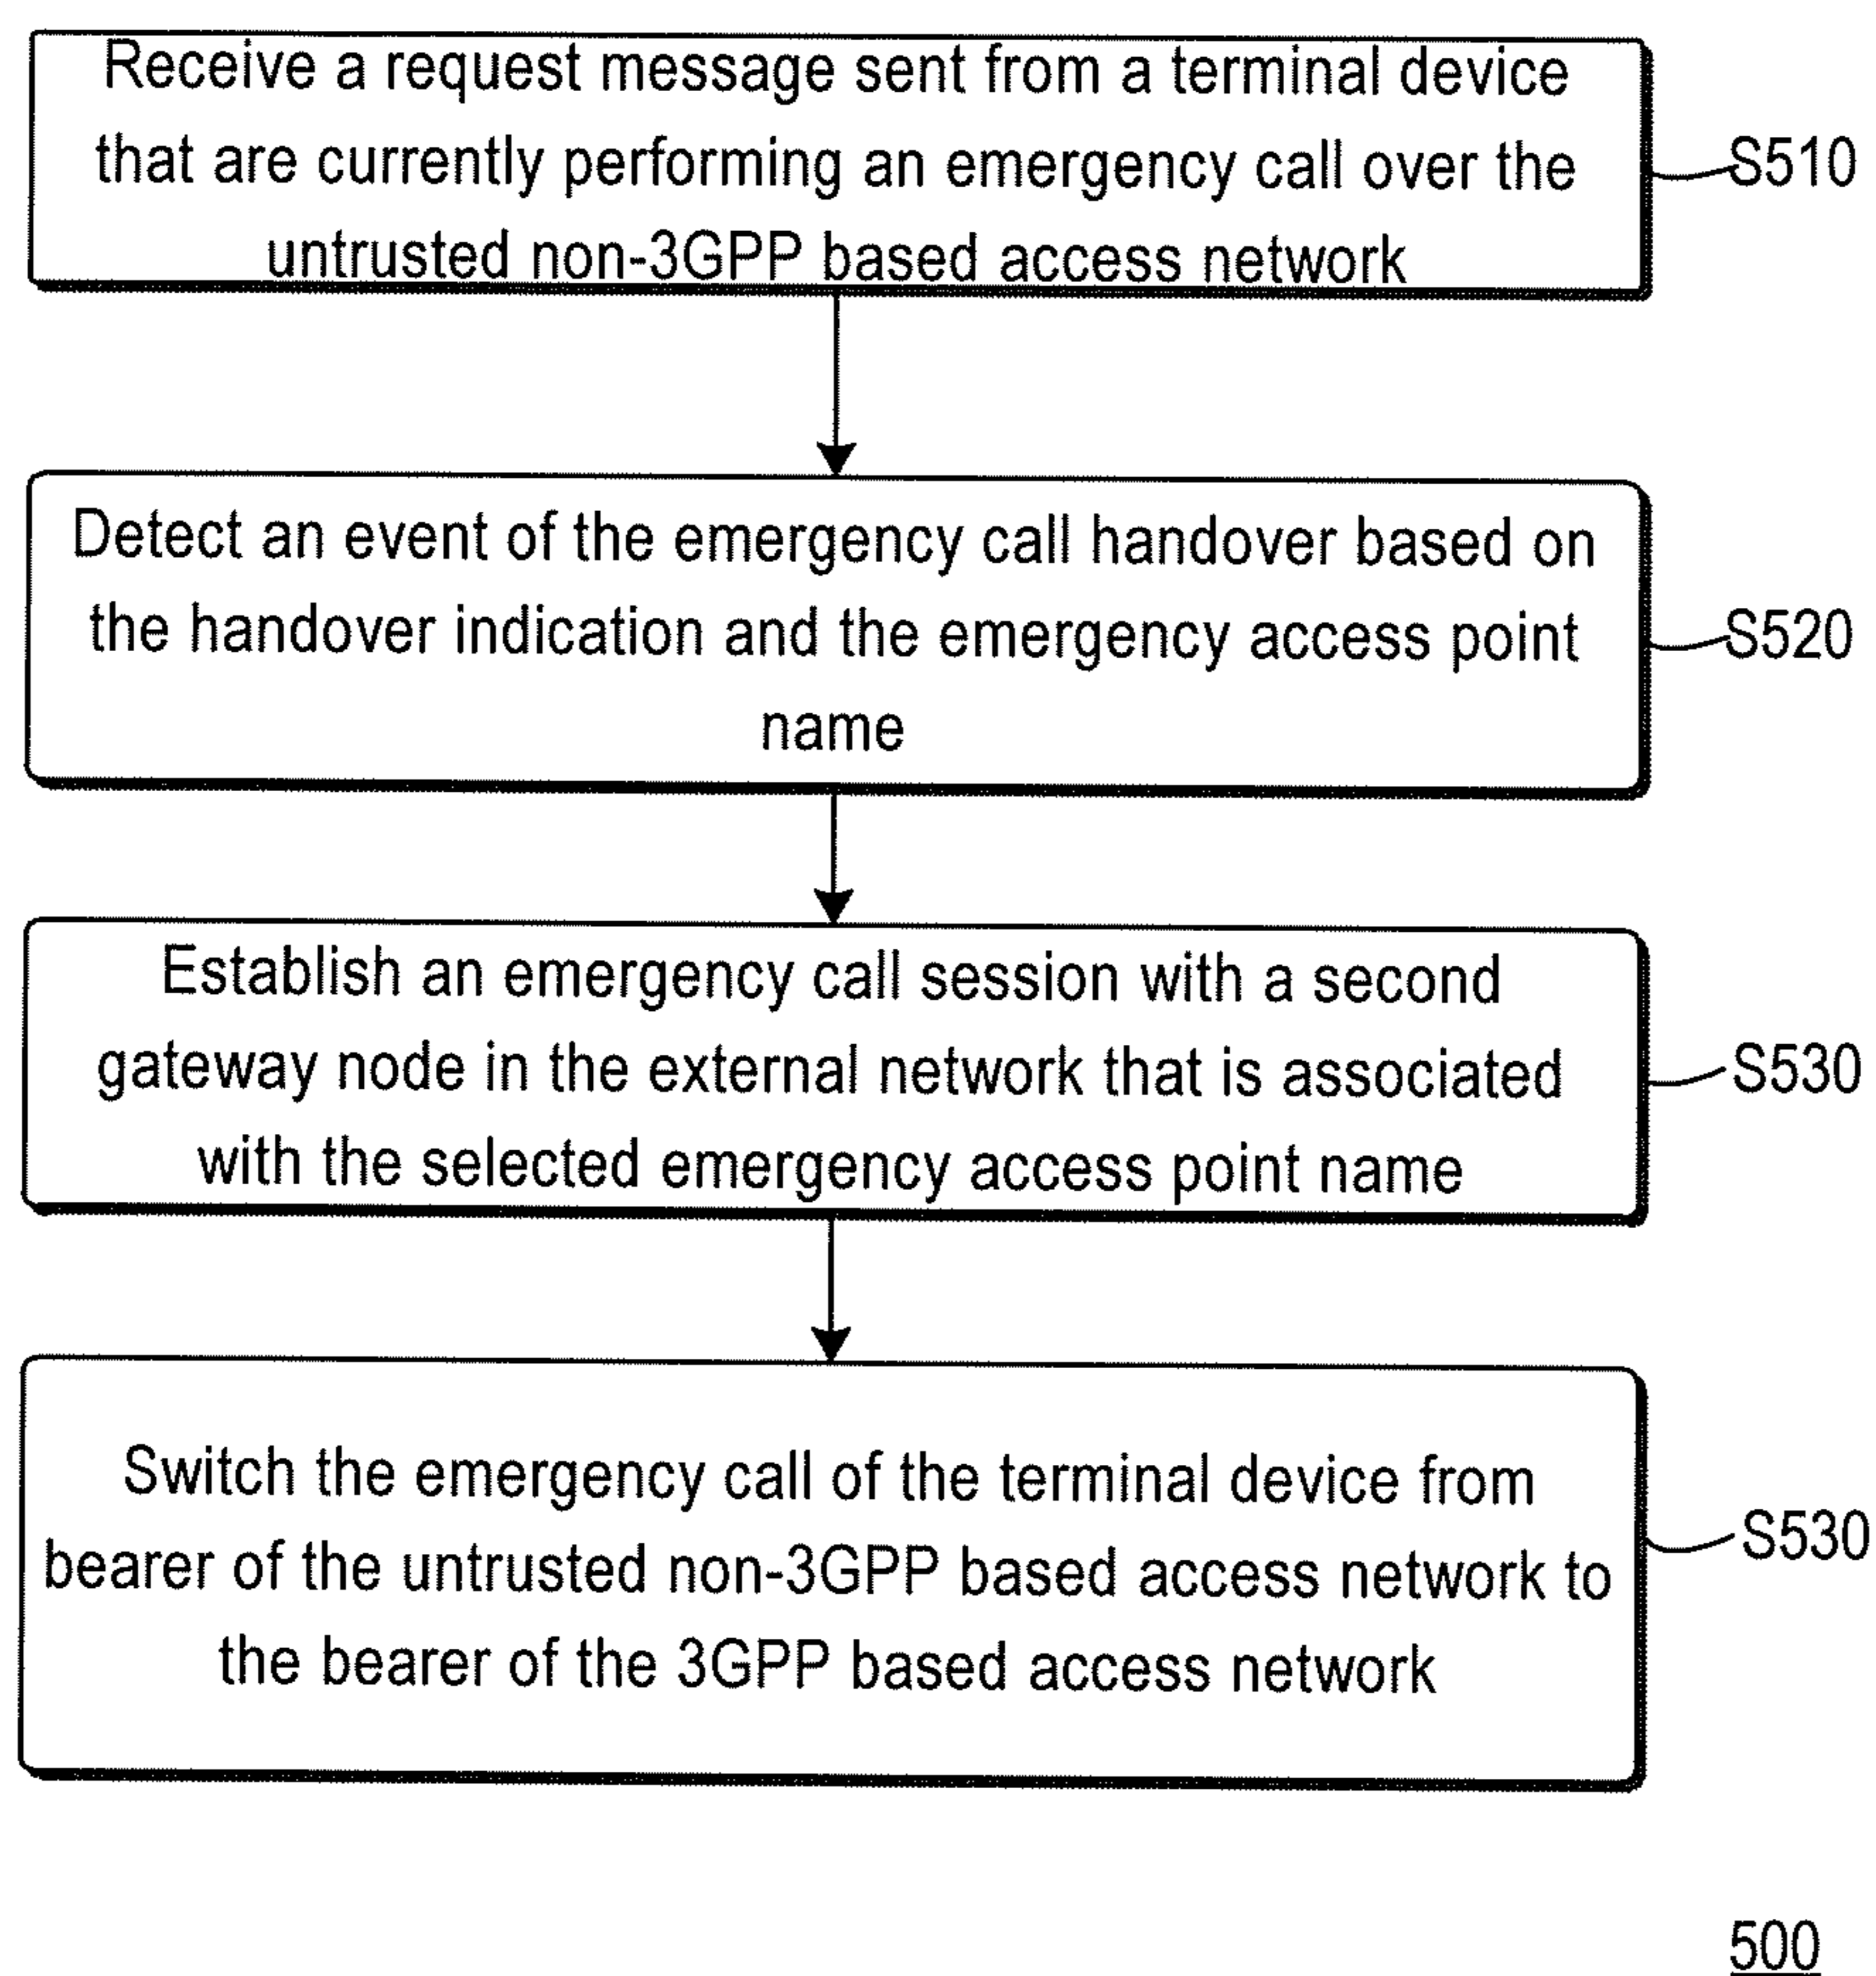 Receive a request message sent from a terminal device
that are currently performing an emergency call over the
untrusted non-3GPP based access network
S510
Detect an event of the emergency call handover based on
the handover indication and the emergency access point
name
S520
Establish an emergency call session with a second
gateway node in the external network that is associated
with the selected emergency access point name
S530
Switch the emergency call of the terminal device from
bearer of the untrusted non-3GPP based access network to
the bearer of the 3GPP based access network
S530
500